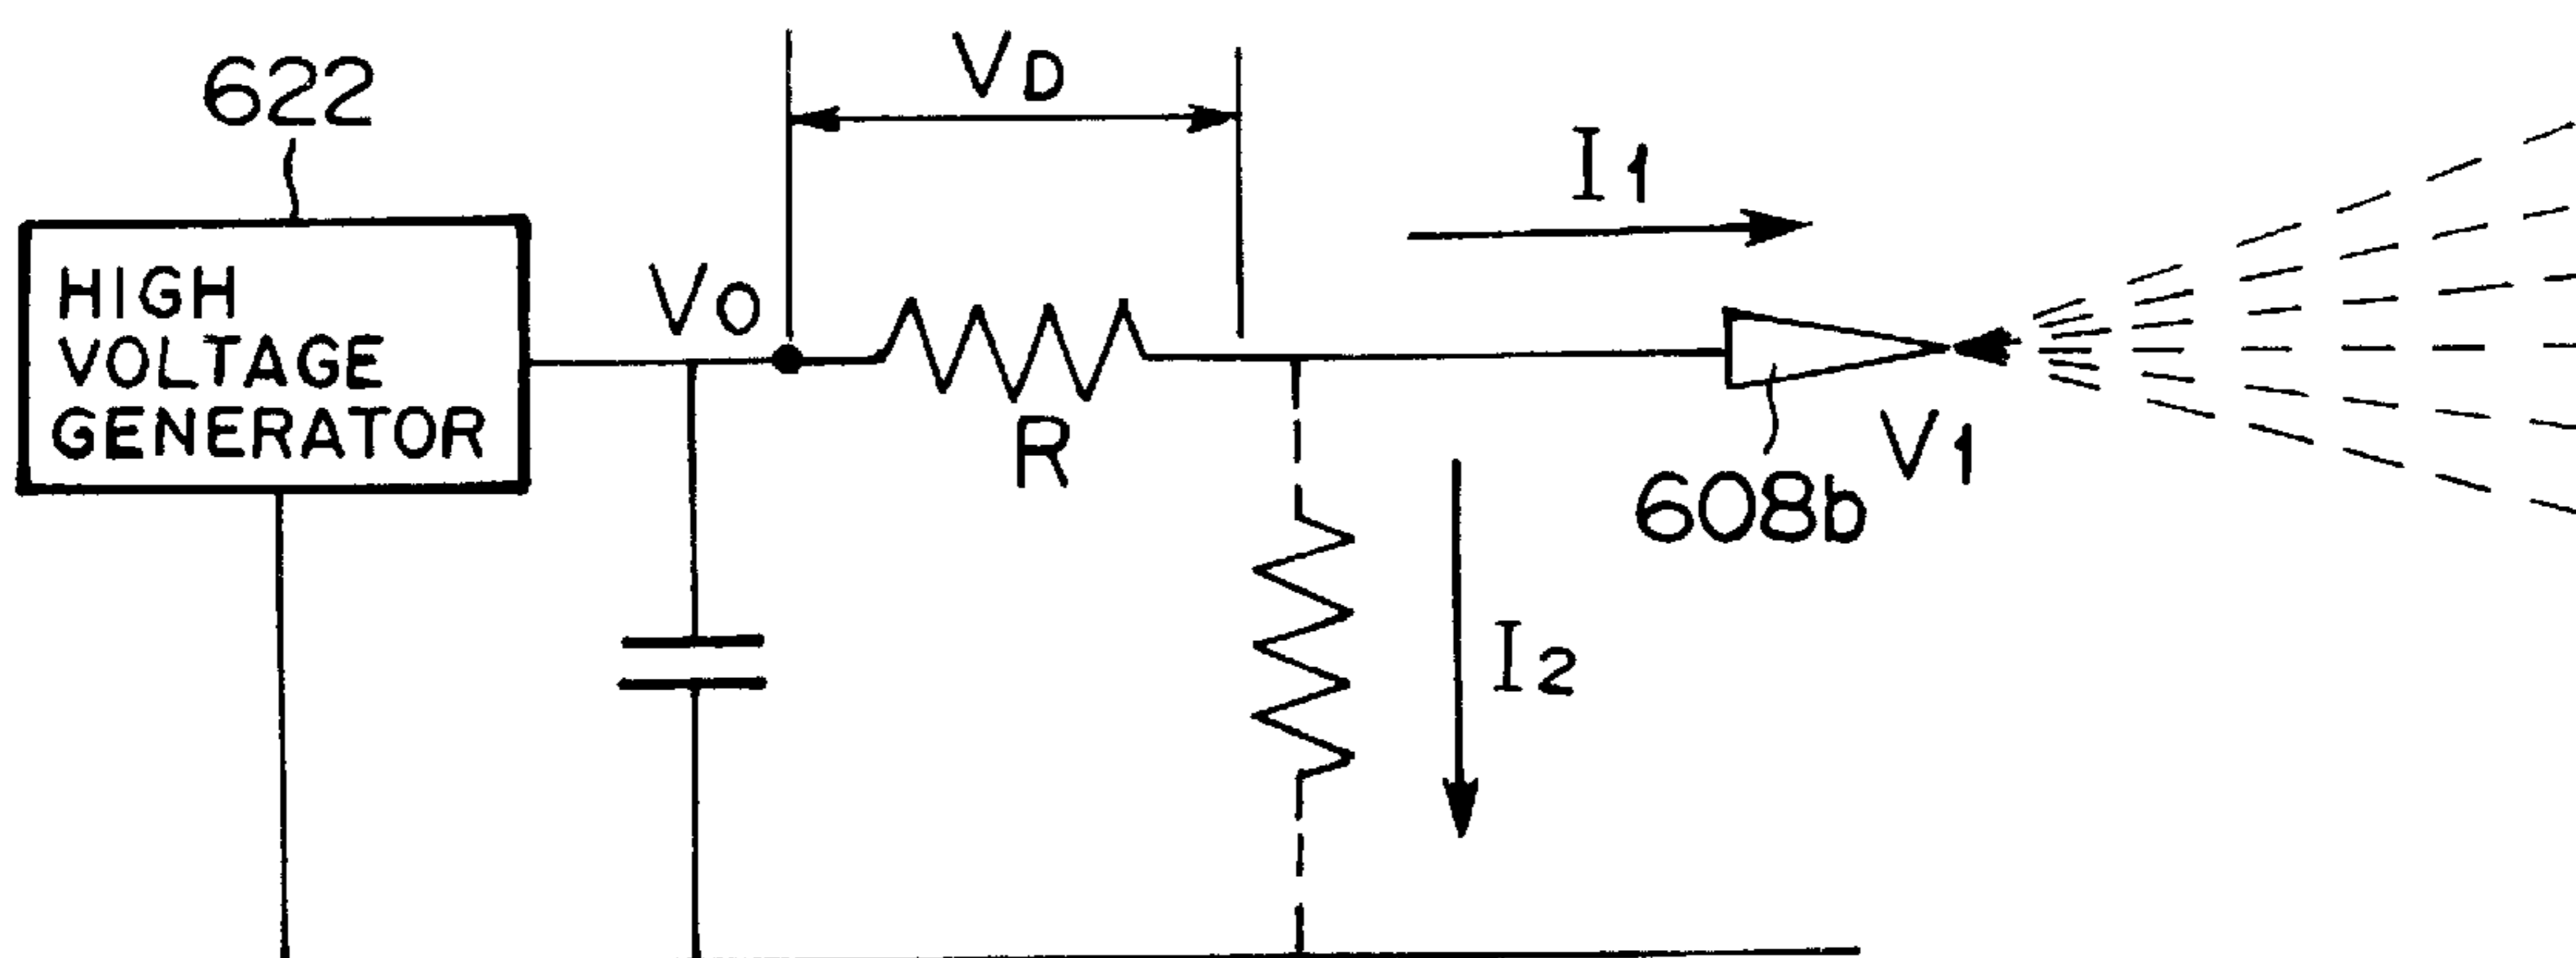 622
VD
I1
HIGH
VOLTAGE
GENERATOR
VO
R
608b
V1
I2